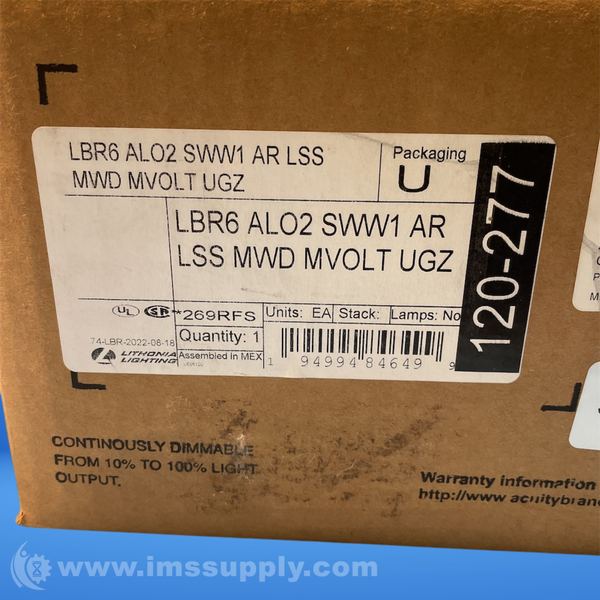 LBR6 ALO2 SWW1 AR LSS
MWD MVOLT UGZ
Packaging
U
LBR6 ALO2 SWW1 AR
LSS MWD MVOLT UGZ
120-277
UL
*269RFS
Units: EA
Stack:
Lamps: No
74-LBR-2022-08-18
Quantity: 1
LITHONIA
LIGHTING
Assembled in MEX
1 94994 84649 9
CONTINOUSLY DIMMABLE
FROM 10% TO 100% LIGHT
OUTPUT.
Warranty information
http://www acuitybran
www.imssupply.com